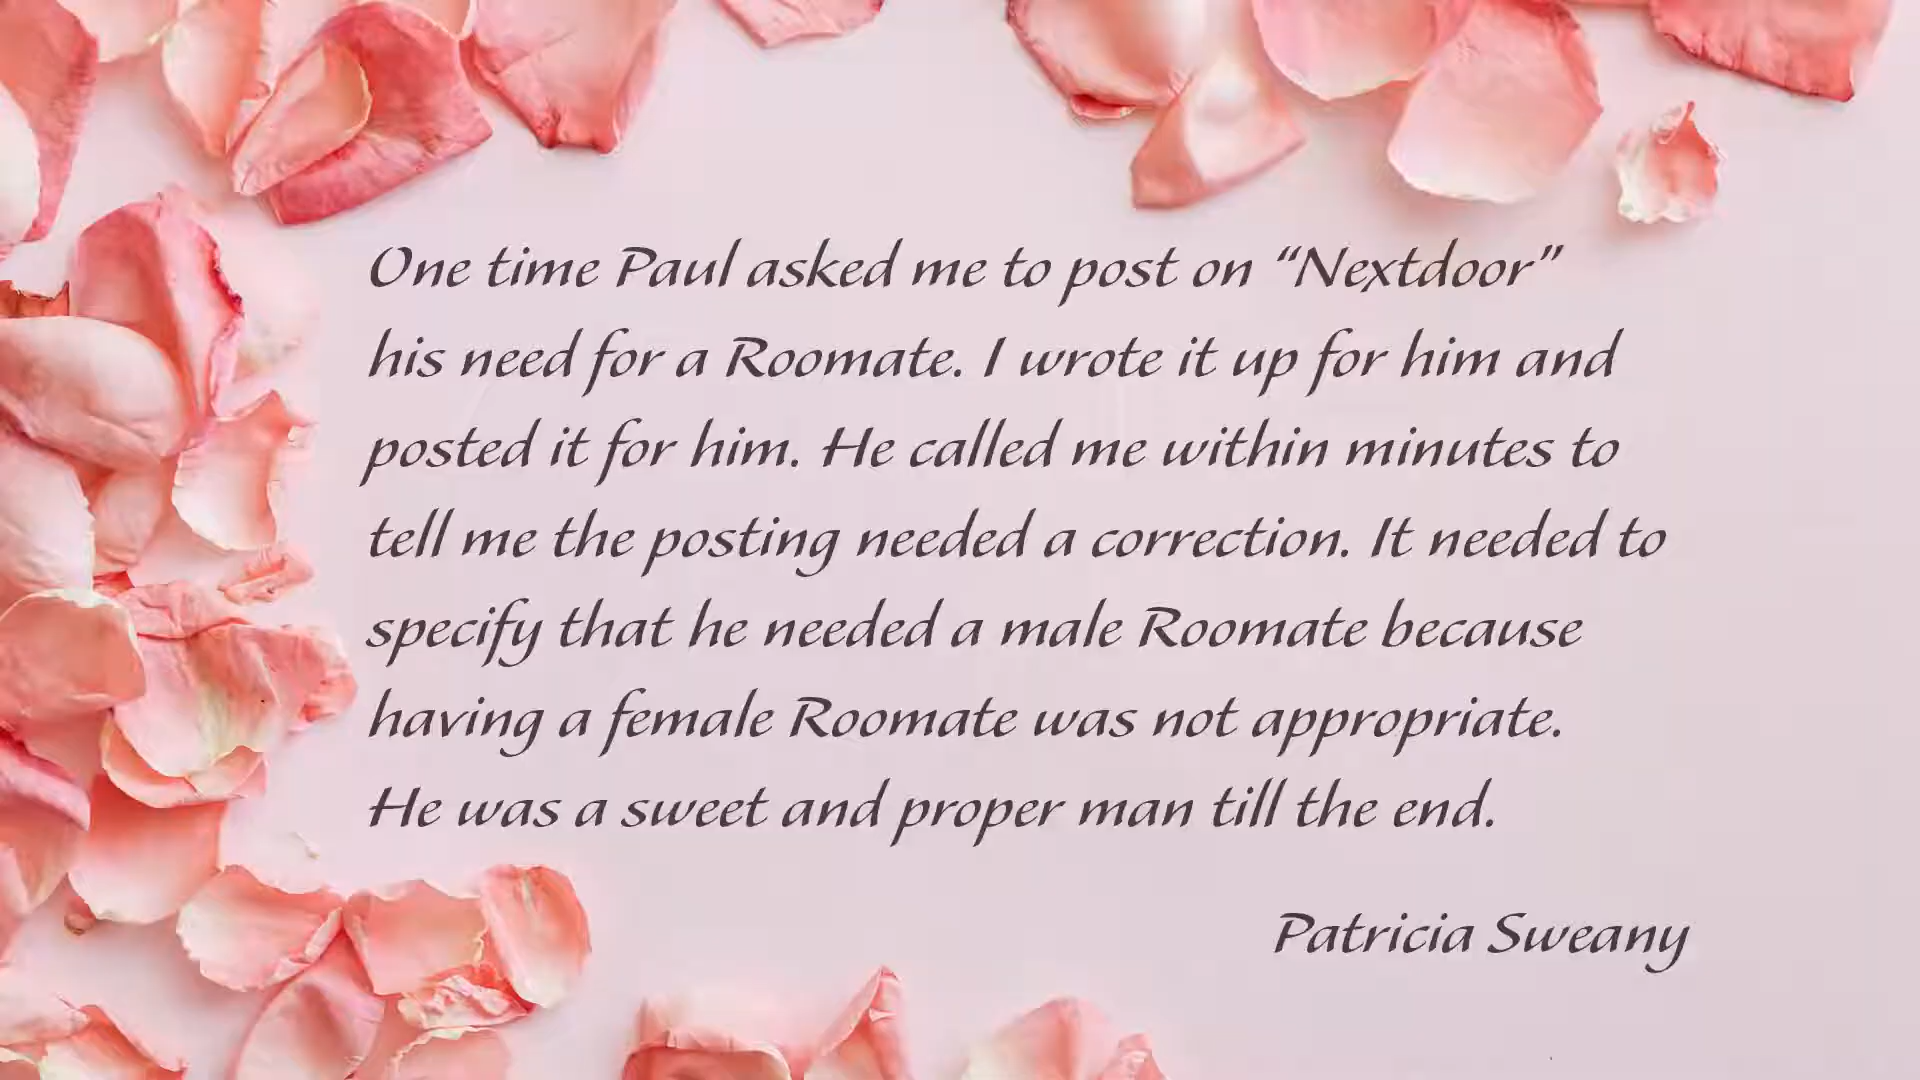 One time Paul asked me to post on “Nextdoor”
his need for a Roomate. I wrote it up for him and
posted it for him. He called me within minutes to
tell me the posting needed a correction. It needed to
specify that he needed a male Roomate because
having a female Roomate was not appropriate.
He was a sweet and proper man till the end.
Patricia Sweany